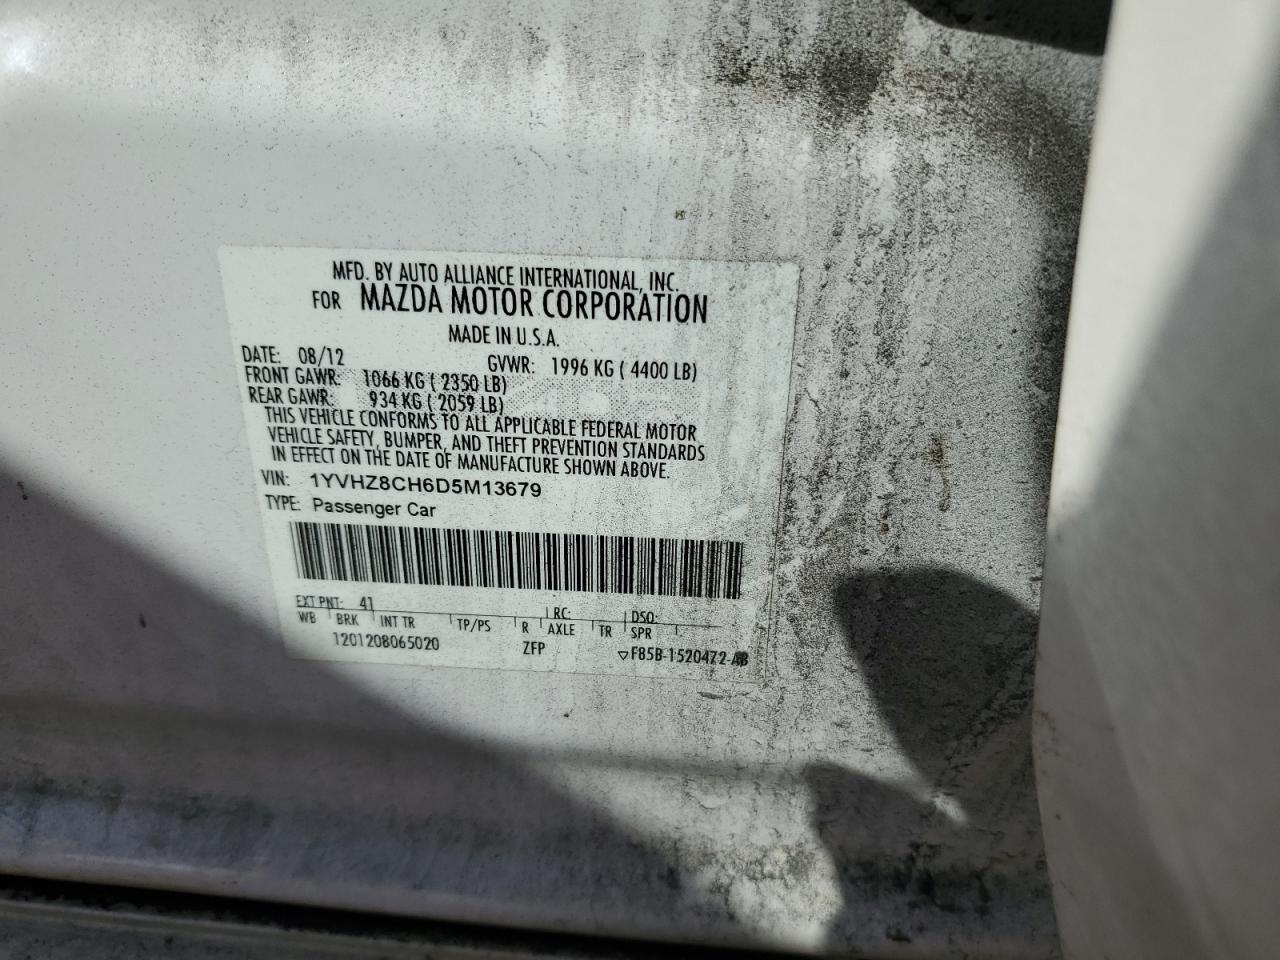 MFD. BY AUTO ALLIANCE INTERNATIONAL, INC.
FOR MAZDA MOTOR CORPORATION
MADE IN U.S.A.
DATE: 08/12 GVWR: 1996 KG ( 4400 LB)
FRONT GAWR: 1066 KG ( 2350 LB)
REAR GAWR: 934 KG ( 2059 LB)
THIS VEHICLE CONFORMS TO ALL APPLICABLE FEDERAL MOTOR
VEHICLE SAFETY, BUMPER, AND THEFT PREVENTION STANDARDS
IN EFFECT ON THE DATE OF MANUFACTURE SHOWN ABOVE.
VIN: 1YVHZ8CH6D5M13679
TYPE: Passenger Car
EXT PNT: 41 RC: DSO:
WB BRK INT TR TP/PS R AXLE TR SPR
1201208065020 ZFP ▽F85B-1520472-AB